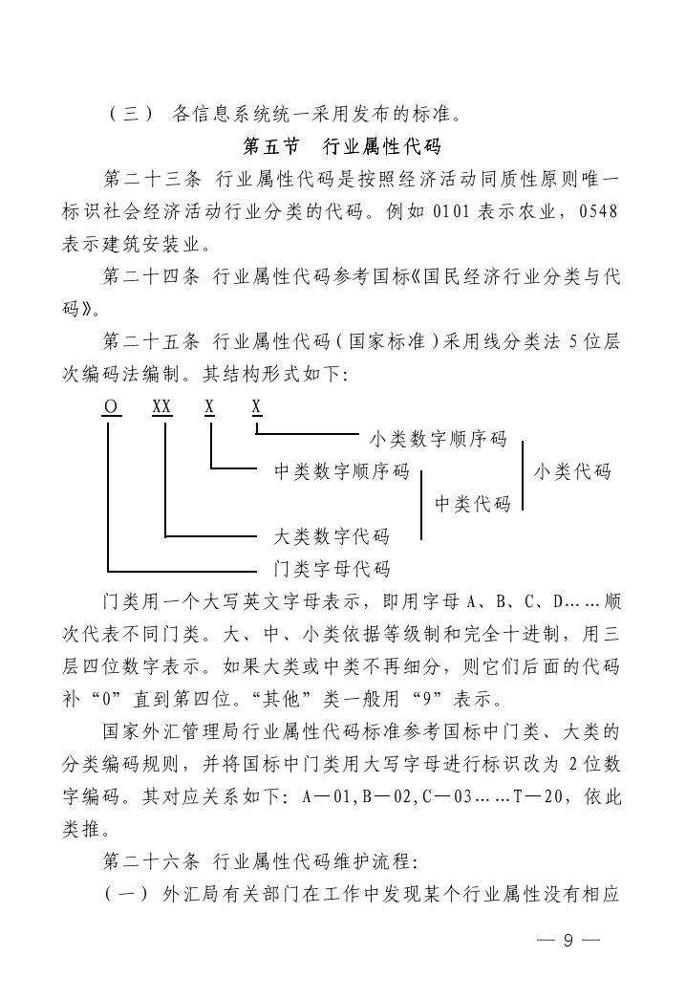 （三） 各信息系统统一采用发布的标准。
第五节 行业属性代码
第二十三条 行业属性代码是按照经济活动同质性原则唯一
标识社会经济活动行业分类的代码。例如 0101 表示农业，0548
表示建筑安装业。
第二十四条 行业属性代码参考国标《国民经济行业分类与代
码》。
第二十五条 行业属性代码（国家标准）采用线分类法 5 位层
次编码法编制。其结构形式如下：
O XX X X
小类数字顺序码
中类数字顺序码 小类代码
中类代码
大类数字代码
门类字母代码
门类用一个大写英文字母表示，即用字母 A、B、C、D……顺
次代表不同门类。大、中、小类依据等级制和完全十进制，用三
层四位数字表示。如果大类或中类不再细分，则它们后面的代码
补“0”直到第四位。“其他”类一般用“9”表示。
国家外汇管理局行业属性代码标准参考国标中门类、大类的
分类编码规则，并将国标中门类用大写字母进行标识改为 2 位数
字编码。其对应关系如下：A—01,B—02,C—03……T—20，依此
类推。
第二十六条 行业属性代码维护流程：
（一）外汇局有关部门在工作中发现某个行业属性没有相应
— 9 —